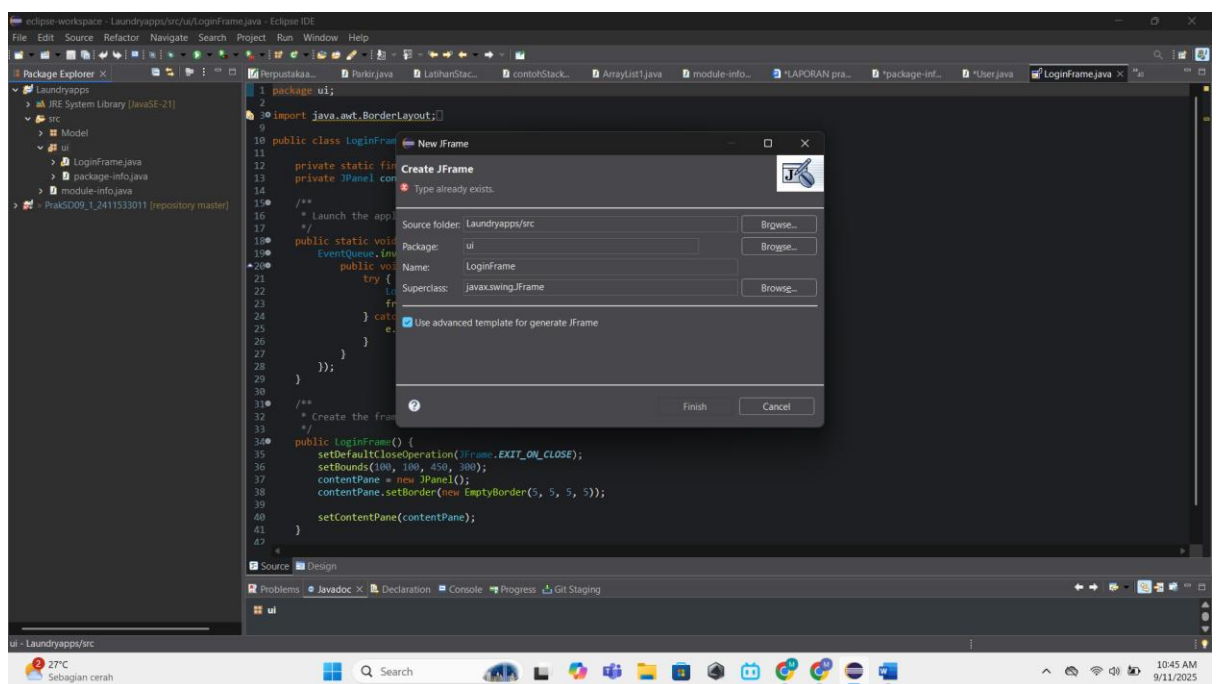 eclipse-workspace - Laundryapps/src/ui/LoginFrame.java - Eclipse IDE
File Edit Source Refactor Navigate Search Project Run Window Help
Package Explorer
Perpustakaa... Parkir.java LatihanStac... contohStack... ArrayList1.java module-info... *LAPORAN pra... *package-inf... *User.java LoginFrame.java
Laundryapps
JRE System Library [JavaSE-21]
src
Model
ui
LoginFrame.java
package-info.java
module-info.java
> PrakSD09_1_2411533011 [repository master]
1 package ui;
2
3 import java.awt.BorderLayout;
9
10 public class LoginFram
11
12 private static fin
13 private JPanel con
14
15 /**
16 * Launch the appl
17 */
18 public static void
19 EventQueue.inv
20 public voi
21 try {
22 Lo
23 fr
24 } catc
25 e.
26 }
27 }
28 });
29 }
30
31 /**
32 * Create the fram
33 */
34 public LoginFrame() {
35 setDefaultCloseOperation(JFrame.EXIT_ON_CLOSE);
36 setBounds(100, 100, 450, 300);
37 contentPane = new JPanel();
38 contentPane.setBorder(new EmptyBorder(5, 5, 5, 5));
39
40 setContentPane(contentPane);
41 }
42
New JFrame
Create JFrame
Type already exists.
Source folder: Laundryapps/src Browse...
Package: ui Browse...
Name: LoginFrame
Superclass: javax.swing.JFrame Browse...
Use advanced template for generate JFrame
Finish Cancel
Source Design
Problems Javadoc Declaration Console Progress Git Staging
ui
ui - Laundryapps/src
2
27°C
Sebagian cerah
Search
10:45 AM
9/11/2025